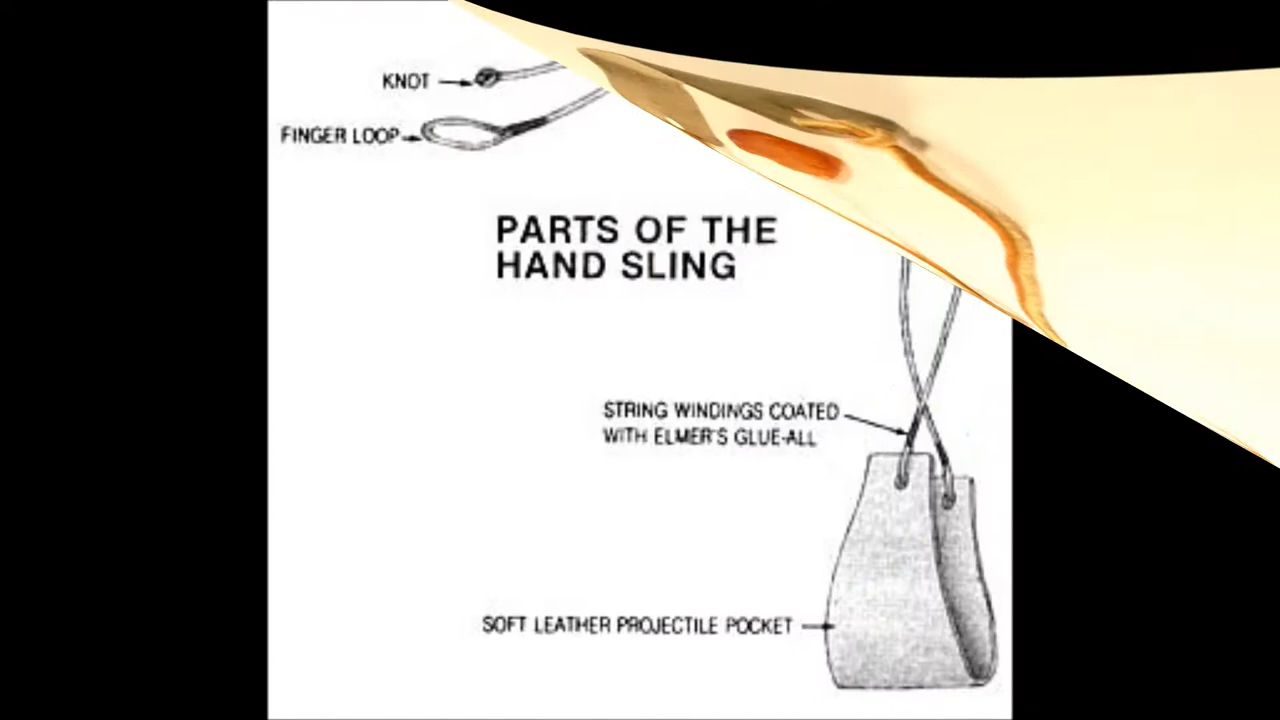 KNOT
FINGER LOOP
PARTS OF THE
HAND SLING
STRING WINDINGS COATED
WITH ELMER'S GLUE-ALL
SOFT LEATHER PROJECTILE POCKET